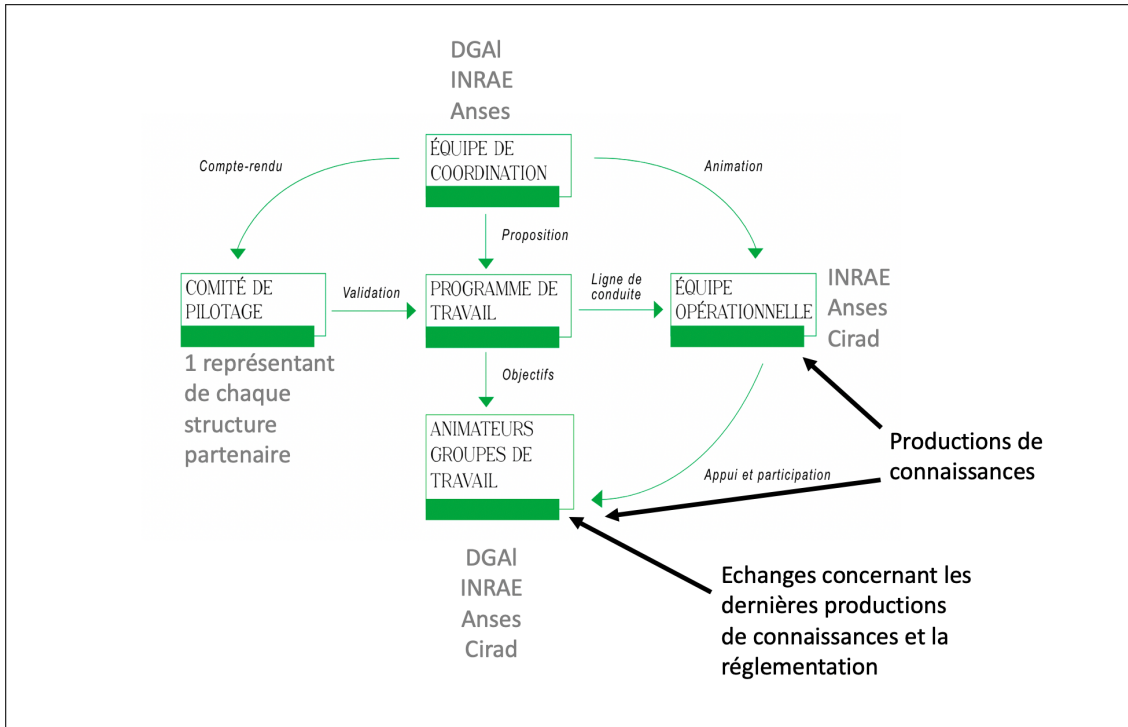 DGAl
INRAE
Anses
ÉQUIPE DE
COORDINATION
Compte-rendu
Animation
Proposition
COMITÉ DE
PILOTAGE
Validation
PROGRAMME DE
TRAVAIL
Ligne de
conduite
ÉQUIPE
OPÉRATIONNELLE
INRAE
Anses
Cirad
1 représentant
de chaque
structure
partenaire
Objectifs
ANIMATEURS
GROUPES DE
TRAVAIL
Appui et participation
Productions de
connaissances
DGAl
INRAE
Anses
Cirad
Echanges concernant les
dernières productions
de connaissances et la
réglementation